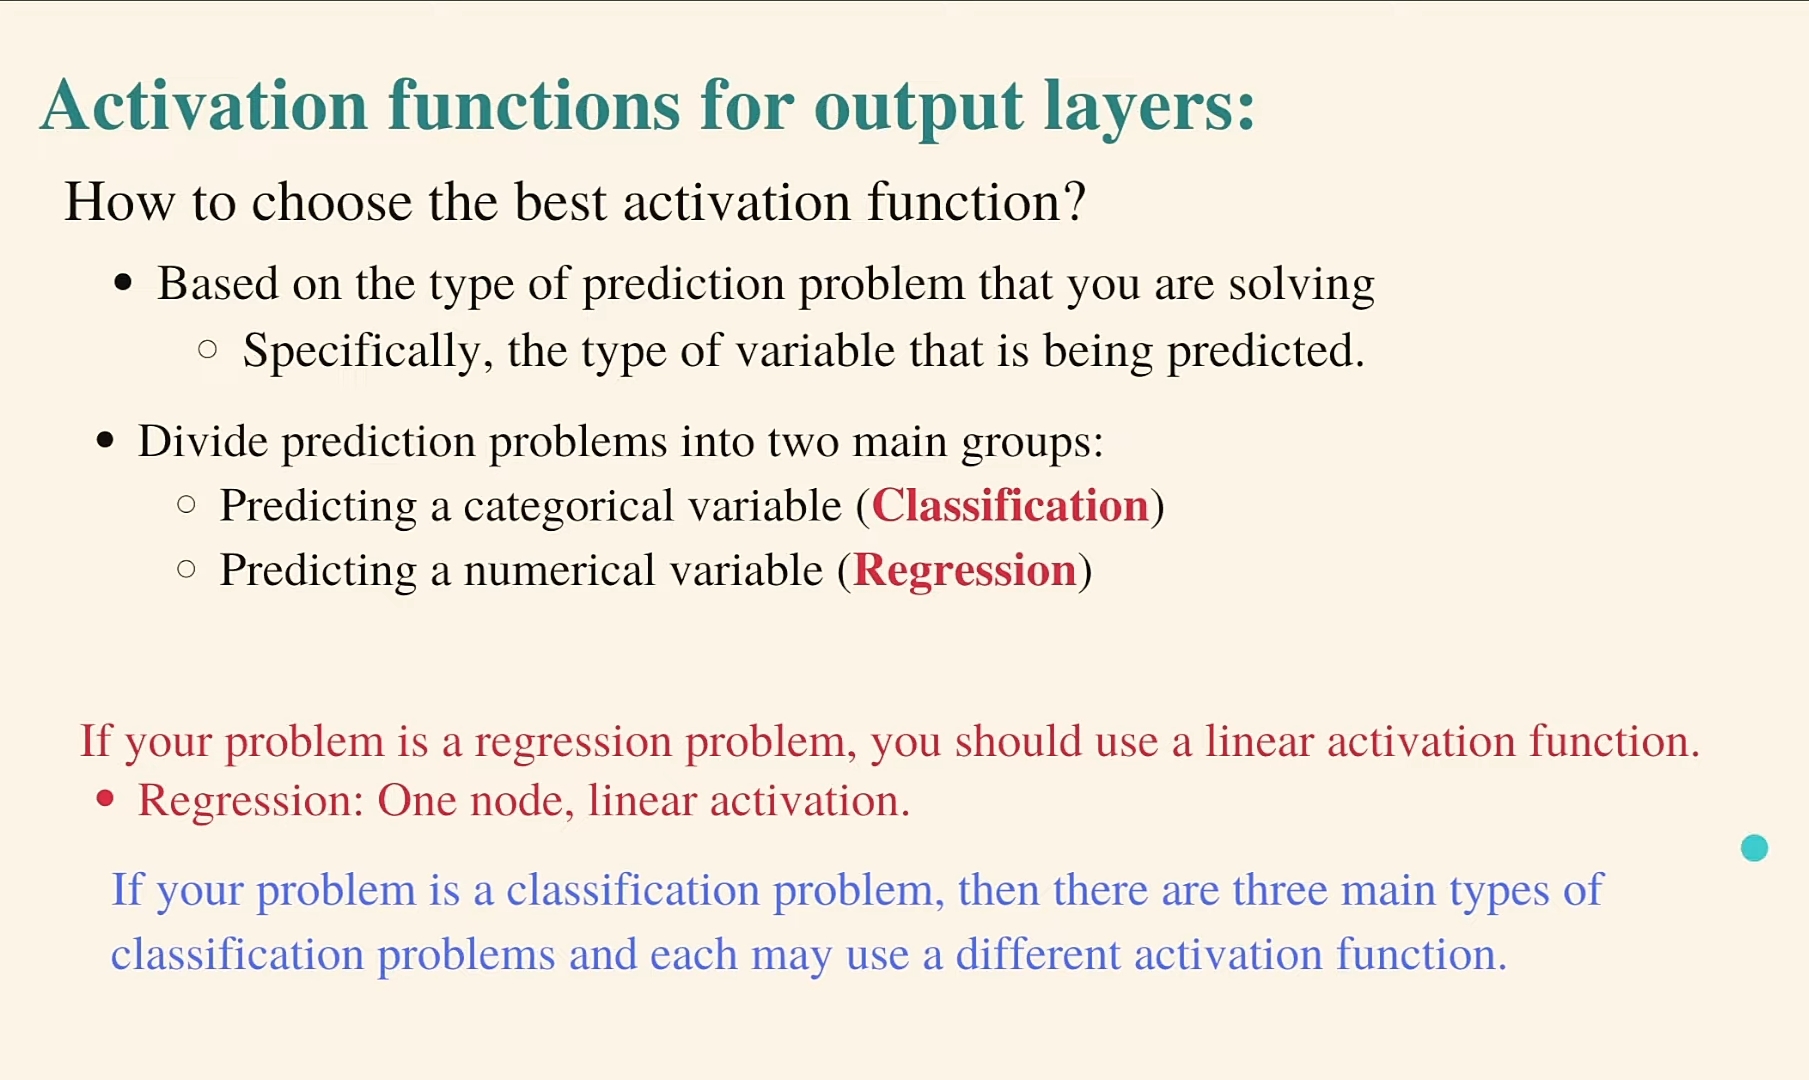 Activation functions for output layers:
How to choose the best activation function?
• Based on the type of prediction problem that you are solving
○ Specifically, the type of variable that is being predicted.
• Divide prediction problems into two main groups:
○ Predicting a categorical variable (Classification)
○ Predicting a numerical variable (Regression)
If your problem is a regression problem, you should use a linear activation function.
• Regression: One node, linear activation.
If your problem is a classification problem, then there are three main types of
classification problems and each may use a different activation function.